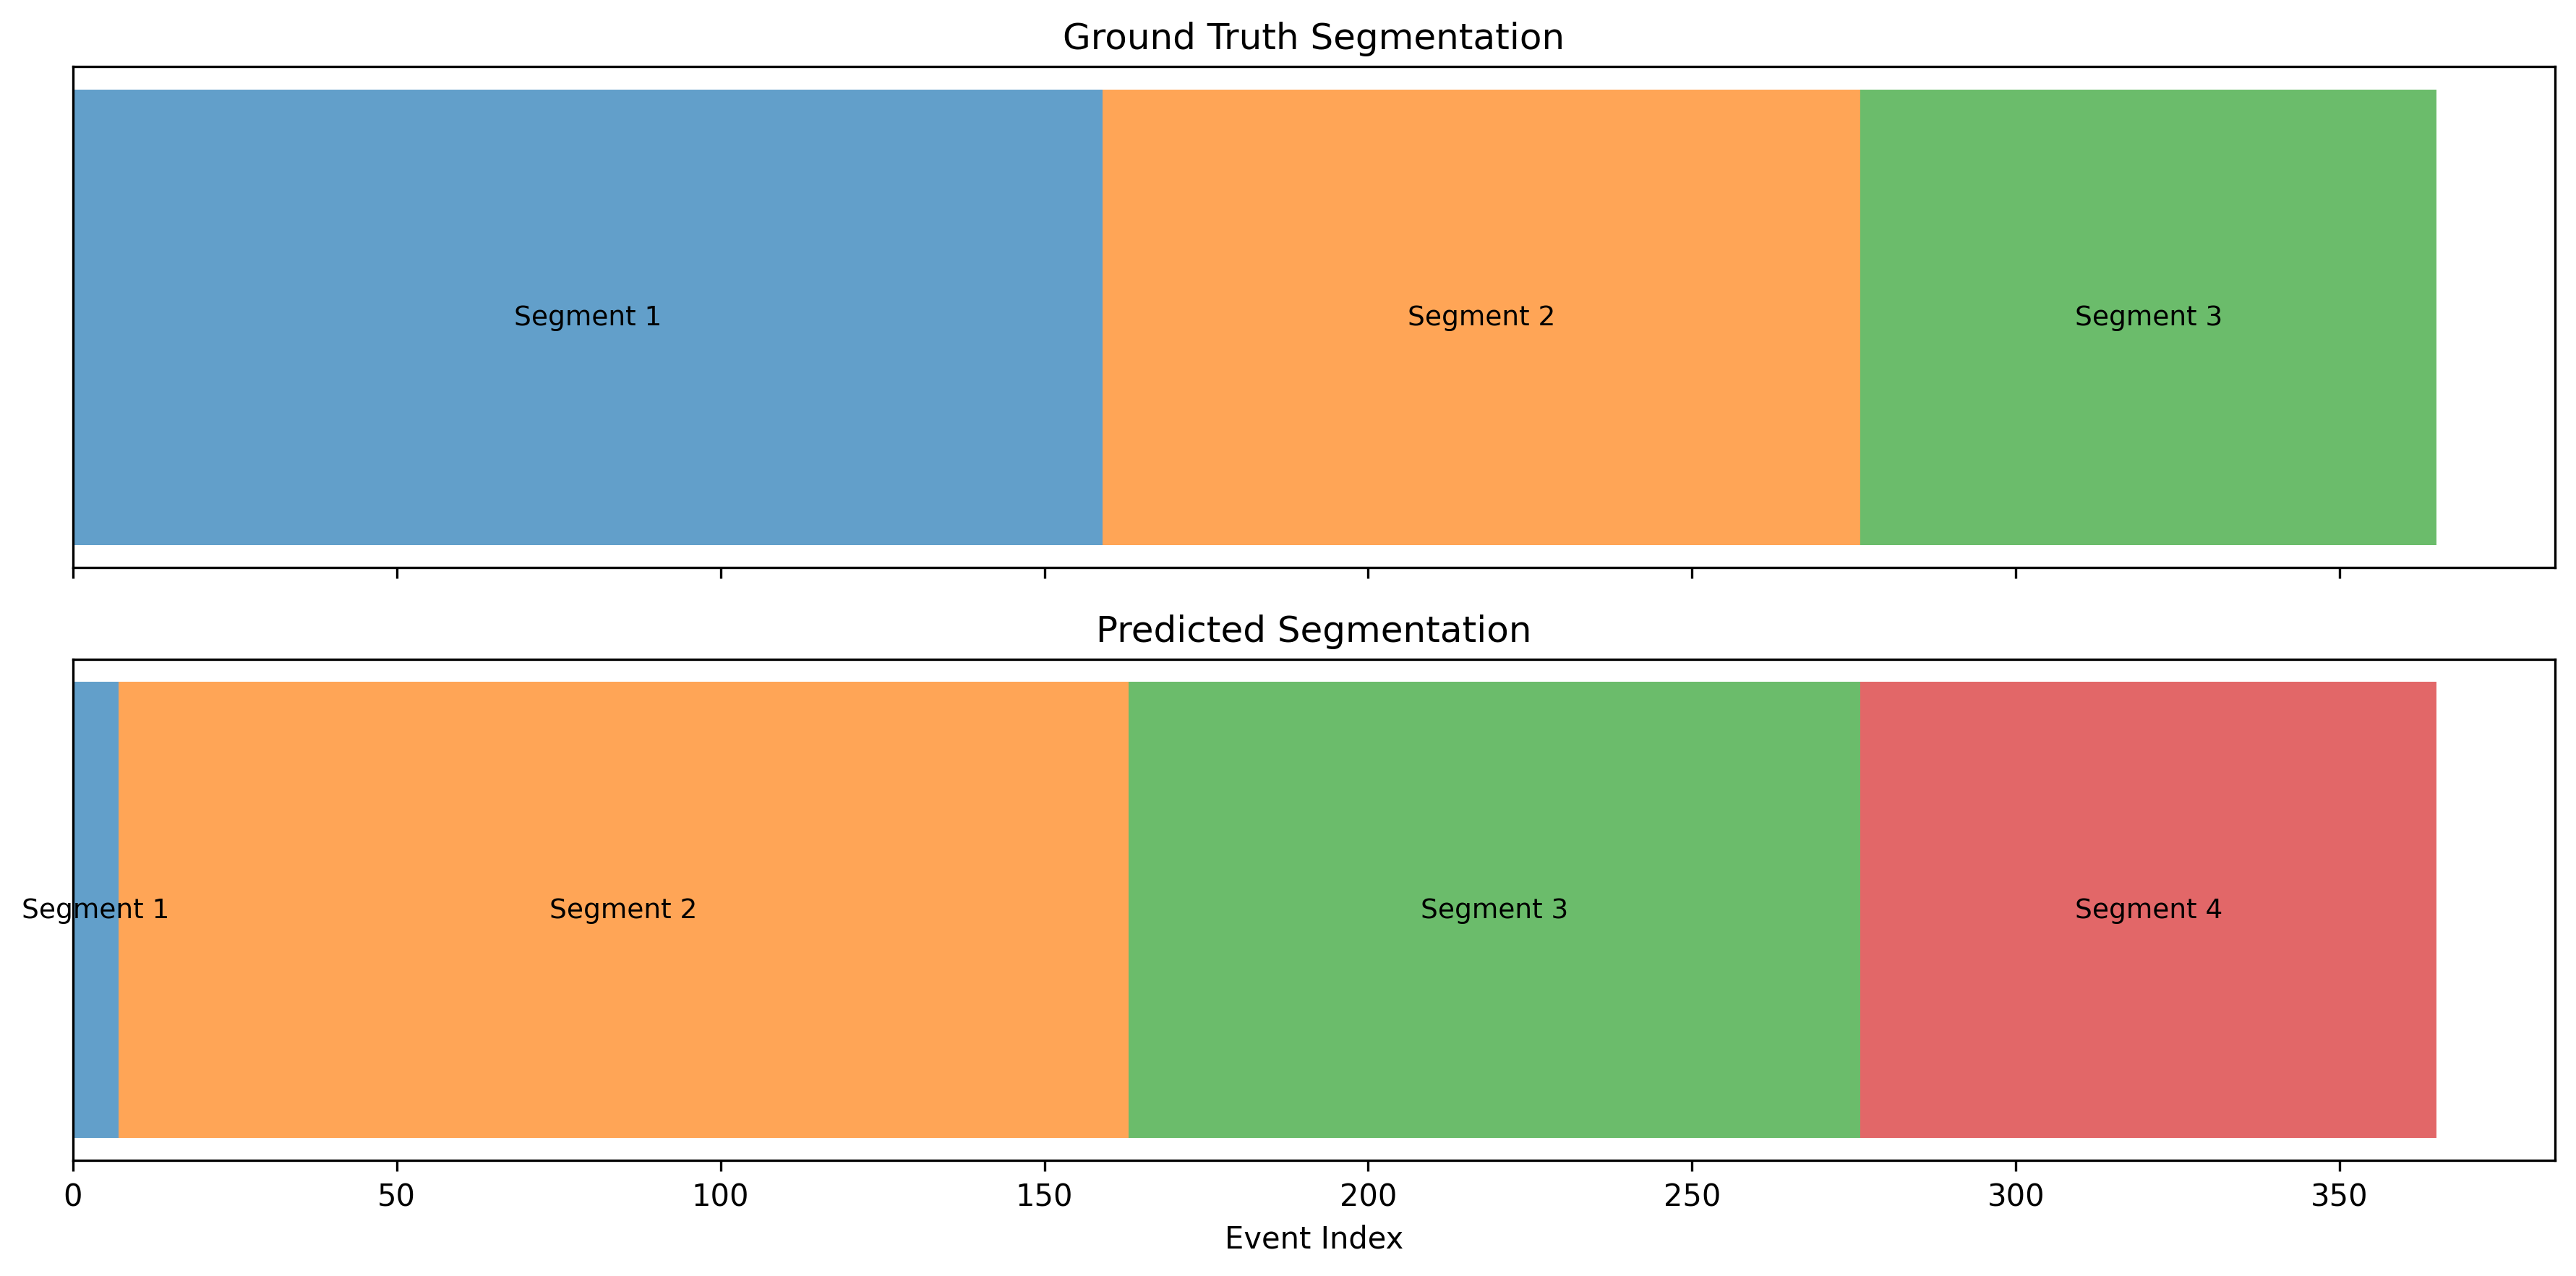 Ground Truth Segmentation
Segment 1 Segment 2 Segment 3
Predicted Segmentation
Segment 1 Segment 2 Segment 3 Segment 4
0 50 100 150 200 250 300 350
Event Index